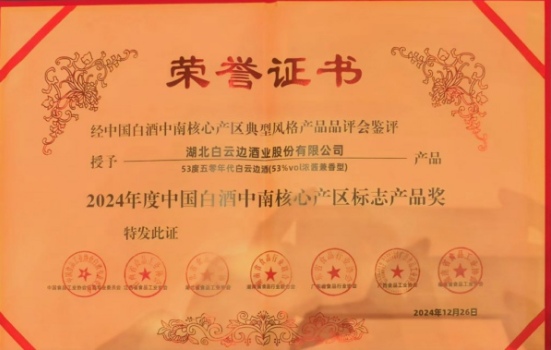 荣誉证书
经中国白酒中南核心产区典型风格产品品评会鉴评
授予 湖北白云边酒业股份有限公司 产品
53度五零年代白云边酒(53%vol浓酱兼香型)
2024年度中国白酒中南核心产区标志产品奖
特发此证
2024年12月26日